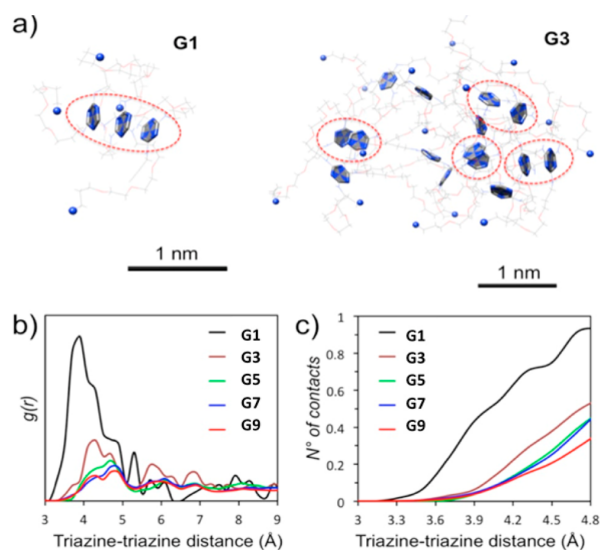 a)
G1
G3
1 nm
1 nm
b)
g(r)
G1
G3
G5
G7
G9
3 4 5 6 7 8 9
Triazine-triazine distance (Å)
c)
N° of contacts
1
0.8
0.6
0.4
0.2
0
G1
G3
G5
G7
G9
3 3.3 3.6 3.9 4.2 4.5 4.8
Triazine-triazine distance (Å)